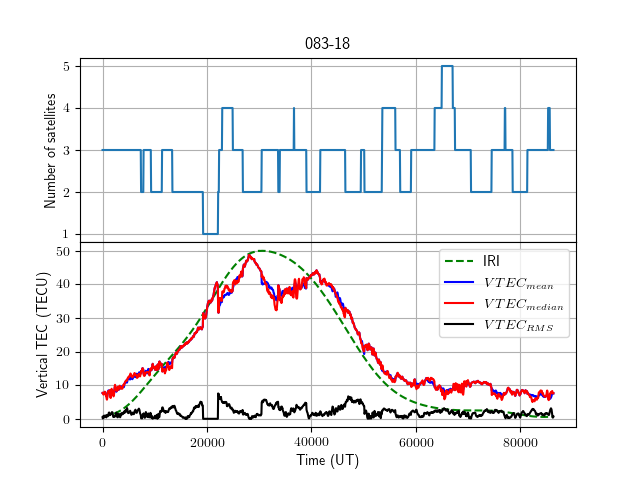 083-18
Number of satellites
5
4
3
2
1
Vertical TEC (TECU)
50
40
30
20
10
0
IRI
VTEC_mean
VTEC_median
VTEC_RMS
0 20000 40000 60000 80000
Time (UT)